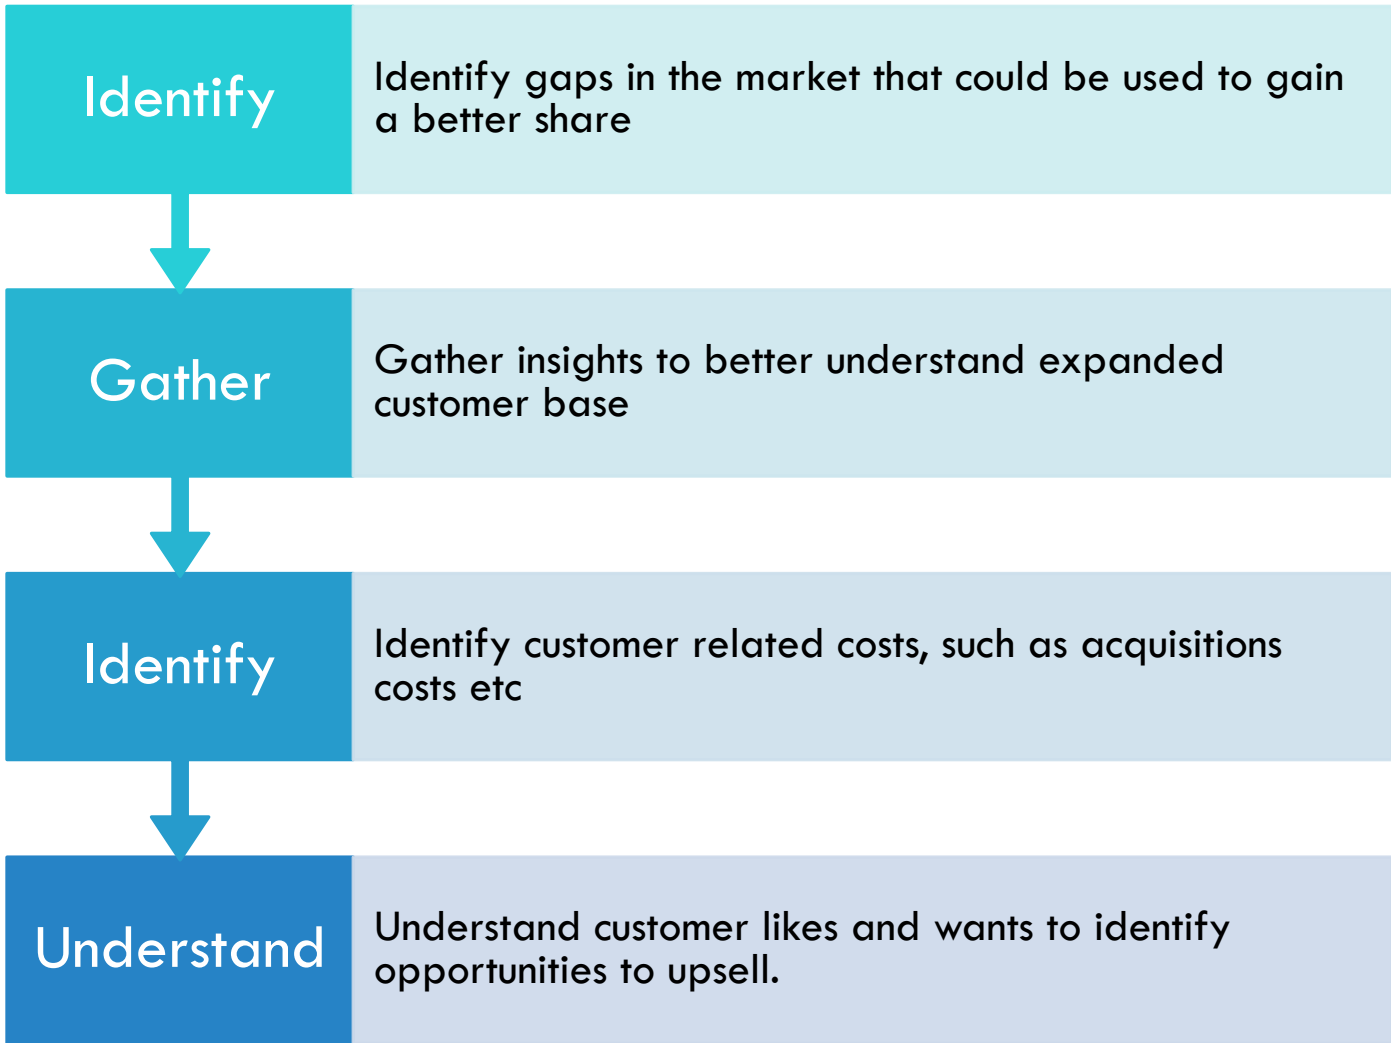 Identify
Identify gaps in the market that could be used to gain
a better share
Gather
Gather insights to better understand expanded
customer base
Identify
Identify customer related costs, such as acquisitions
costs etc
Understand
Understand customer likes and wants to identify
opportunities to upsell.